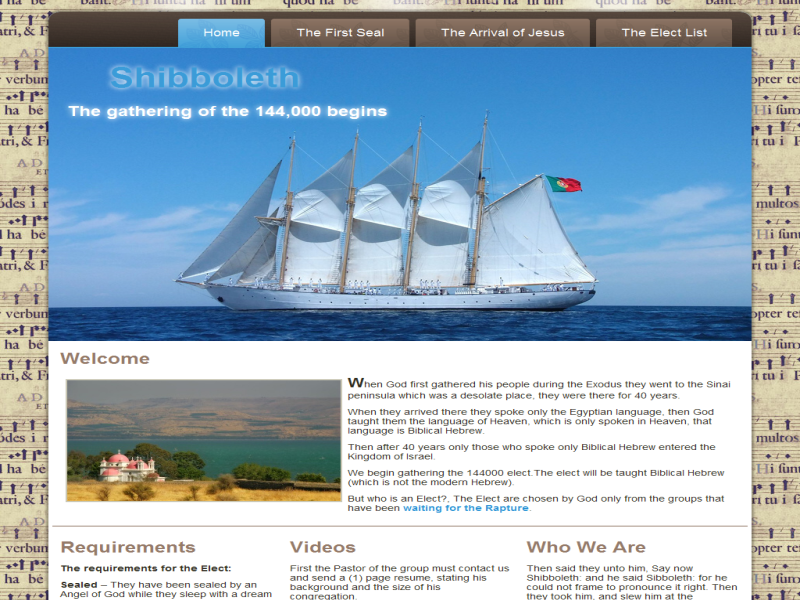 Home
The First Seal
The Arrival of Jesus
The Elect List
Shibboleth
The gathering of the 144,000 begins
Welcome
When God first gathered his people during the Exodus they went to the Sinai
peninsula which was a desolate place, they were there for 40 years.
When they arrived there they spoke only the Egyptian language, then God
taught them the language of Heaven, which is only spoken in Heaven, that
language is Biblical Hebrew.
Then after 40 years only those who spoke only Biblical Hebrew entered the
Kingdom of Israel.
We begin gathering the 144000 elect.The elect will be taught Biblical Hebrew
(which is not the modern Hebrew).
But who is an Elect?, The Elect are chosen by God only from the groups that
have been waiting for the Rapture.
Requirements
The requirements for the Elect:
Sealed – They have been sealed by an
Angel of God while they sleep with a dream
Videos
First the Pastor of the group must contact us
and send a (1) page resume, stating his
background and the size of his
congregation.
Who We Are
Then said they unto him, Say now
Shibboleth: and he said Sibboleth: for he
could not frame to pronounce it right. Then
they took him, and slew him at the